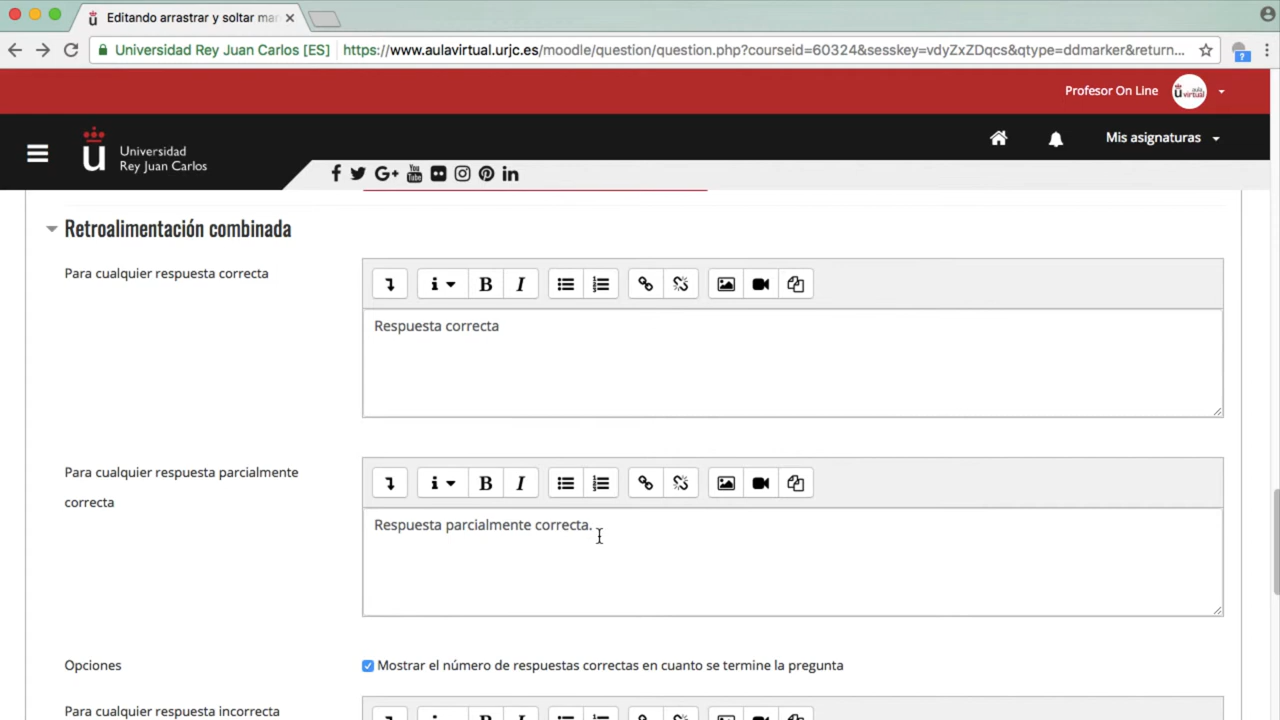 Editando arrastrar y soltar mar
Universidad Rey Juan Carlos [ES]
https://www.aulavirtual.urjc.es/moodle/question/question.php?courseid=60324&sesskey=vdyZxZDqcs&qtype=ddmarker&return...
Profesor On Line
aula
virtual
Universidad
Rey Juan Carlos
Mis asignaturas
Retroalimentación combinada
Para cualquier respuesta correcta
Respuesta correcta
Para cualquier respuesta parcialmente
correcta
Respuesta parcialmente correcta.
Opciones
Mostrar el número de respuestas correctas en cuanto se termine la pregunta
Para cualquier respuesta incorrecta